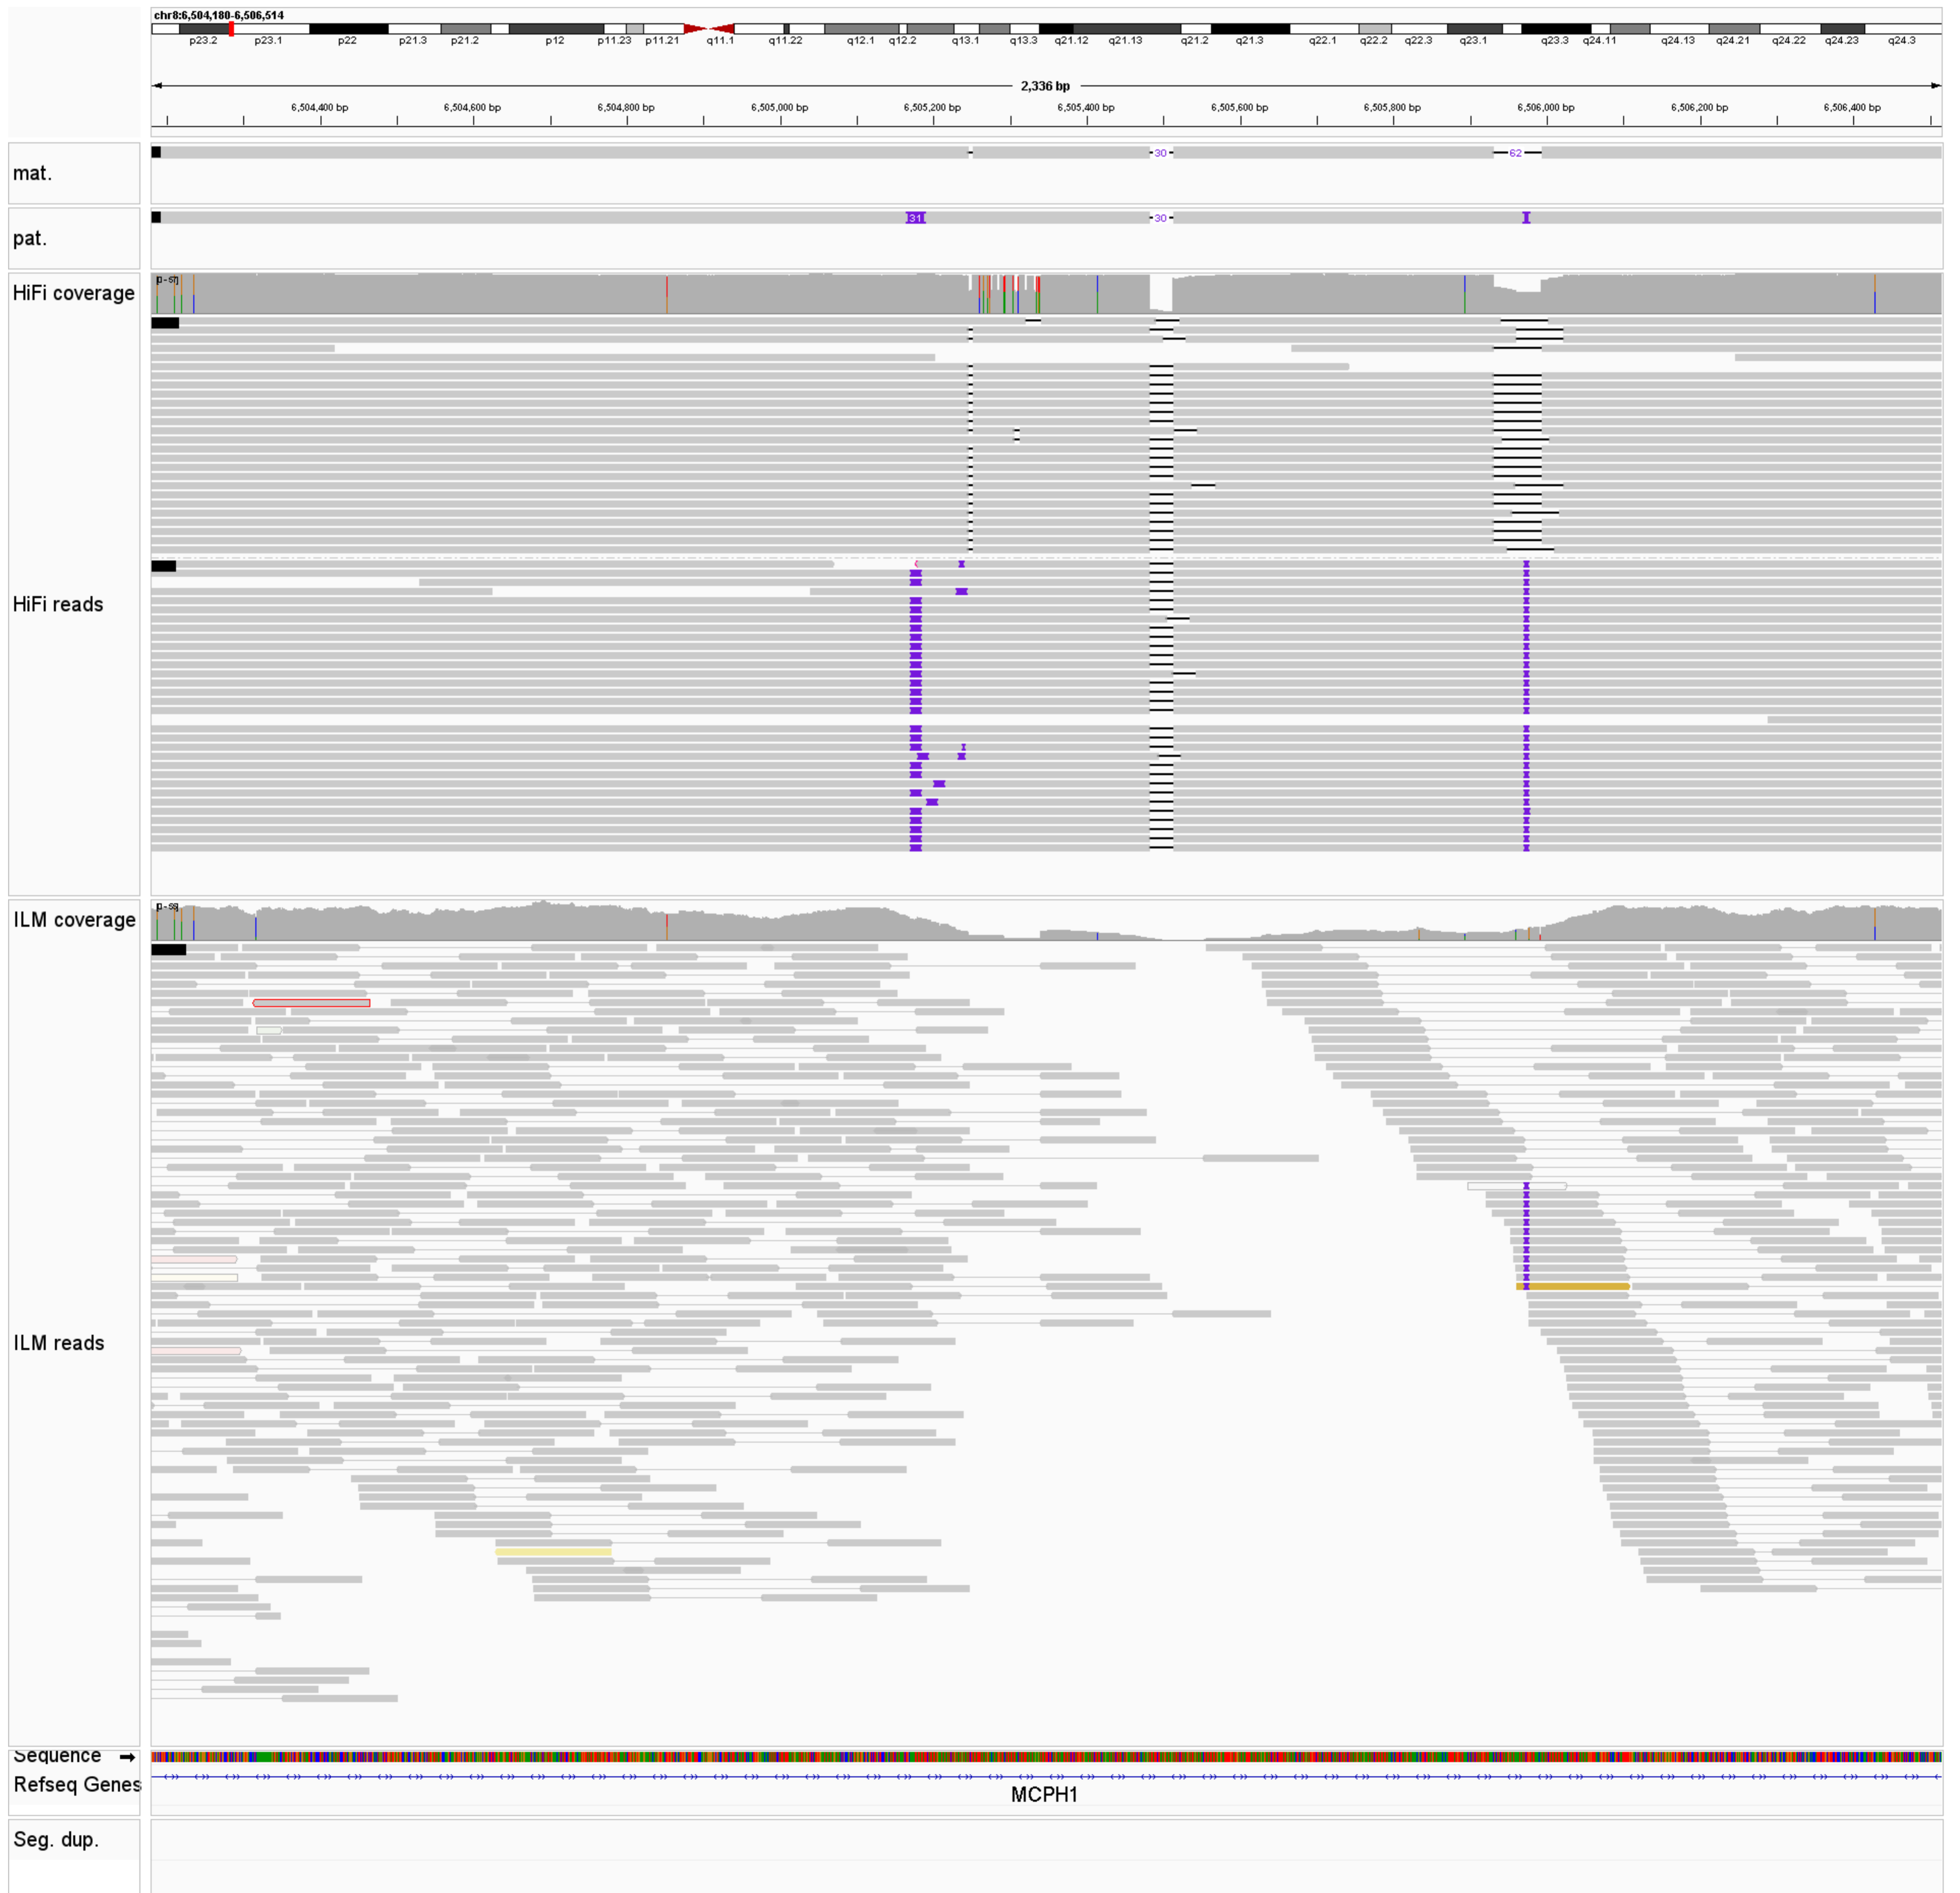 chr8:6,504,180-6,506,514
p23.2 p23.1 p22 p21.3 p21.2 p12 p11.23 p11.21 q11.1 q11.22 q12.1 q12.2 q13.1 q13.3 q21.12 q21.13 q21.2 q21.3 q22.1 q22.2 q22.3 q23.1 q23.3 q24.11 q24.13 q24.21 q24.22 q24.23 q24.3
2,336 bp
6,504,400 bp 6,504,600 bp 6,504,800 bp 6,505,000 bp 6,505,200 bp 6,505,400 bp 6,505,600 bp 6,505,800 bp 6,506,000 bp 6,506,200 bp 6,506,400 bp
mat. 30 62
pat. 31 30
HiFi coverage
HiFi reads
ILM coverage
ILM reads
Sequence
Refseq Genes
MCPH1
Seg. dup.